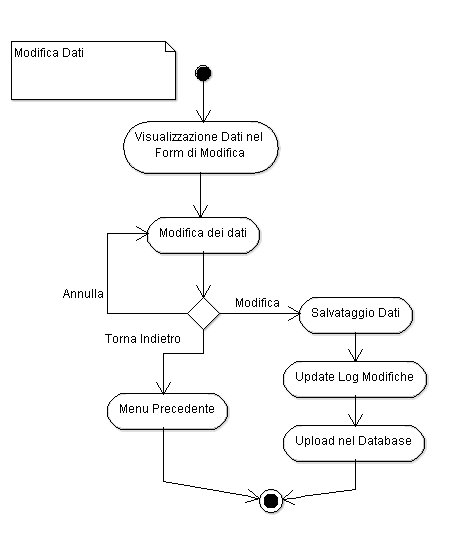 Modifica Dati
Visualizzazione Dati nel
Form di Modifica
Modifica dei dati
Annulla
Modifica
Salvataggio Dati
Torna Indietro
Update Log Modifiche
Menu Precedente
Upload nel Database